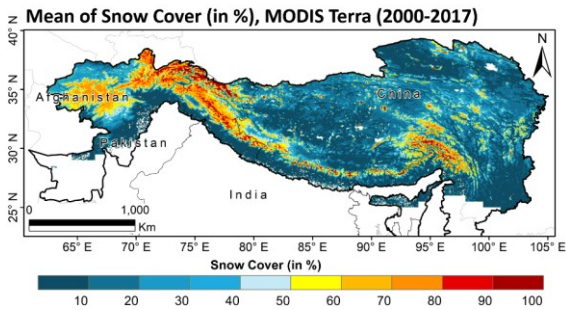 Mean of Snow Cover (in %), MODIS Terra (2000-2017)
40° N
35° N
30° N
25° N
N
Afghanistan
China
Pakistan
India
0 1,000
Km
65° E 70° E 75° E 80° E 85° E 90° E 95° E 100° E 105° E
Snow Cover (in %)
10 20 30 40 50 60 70 80 90 100